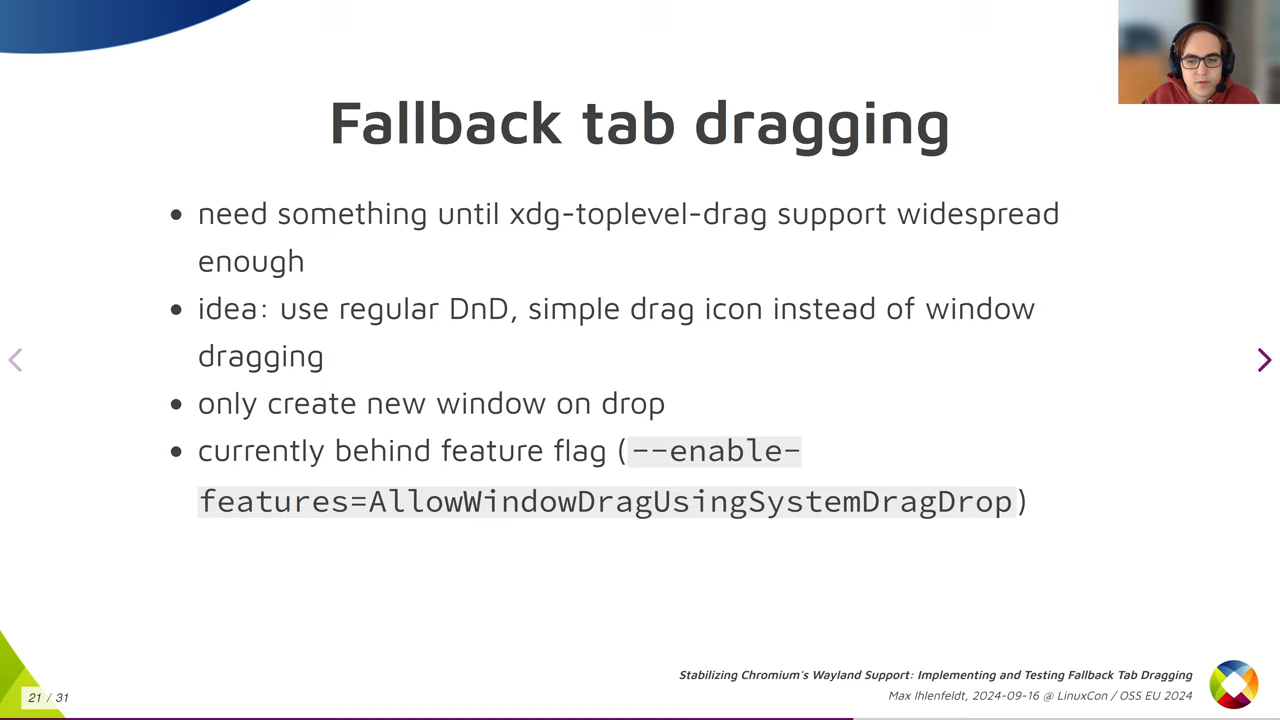 Fallback tab dragging
need something until xdg-toplevel-drag support widespread
enough
idea: use regular DnD, simple drag icon instead of window
dragging
only create new window on drop
currently behind feature flag (--enable-
features=AllowWindowDragUsingSystemDragDrop)
Stabilizing Chromium's Wayland Support: Implementing and Testing Fallback Tab Dragging
21 / 31
Max Ihlenfeldt, 2024-09-16 @ LinuxCon / OSS EU 2024